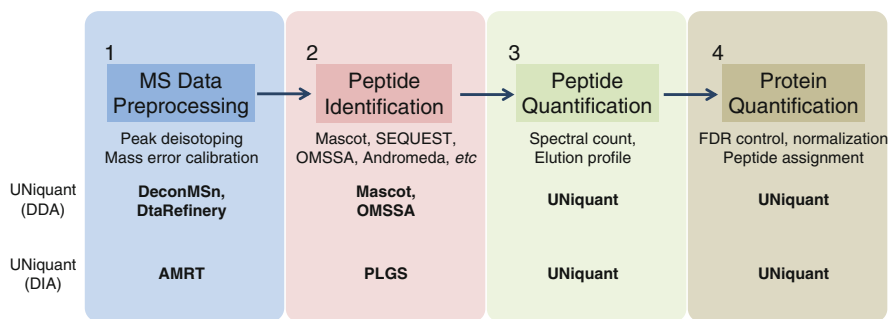 1
MS Data
Preprocessing
Peak deisotoping
Mass error calibration
2
Peptide
Identification
Mascot, SEQUEST,
OMSSA, Andromeda, etc
3
Peptide
Quantification
Spectral count,
Elution profile
4
Protein
Quantification
FDR control, normalization
Peptide assignment
UNiquant
(DDA)
DeconMSn,
DtaRefinery
Mascot,
OMSSA
UNiquant
UNiquant
UNiquant
(DIA)
AMRT
PLGS
UNiquant
UNiquant